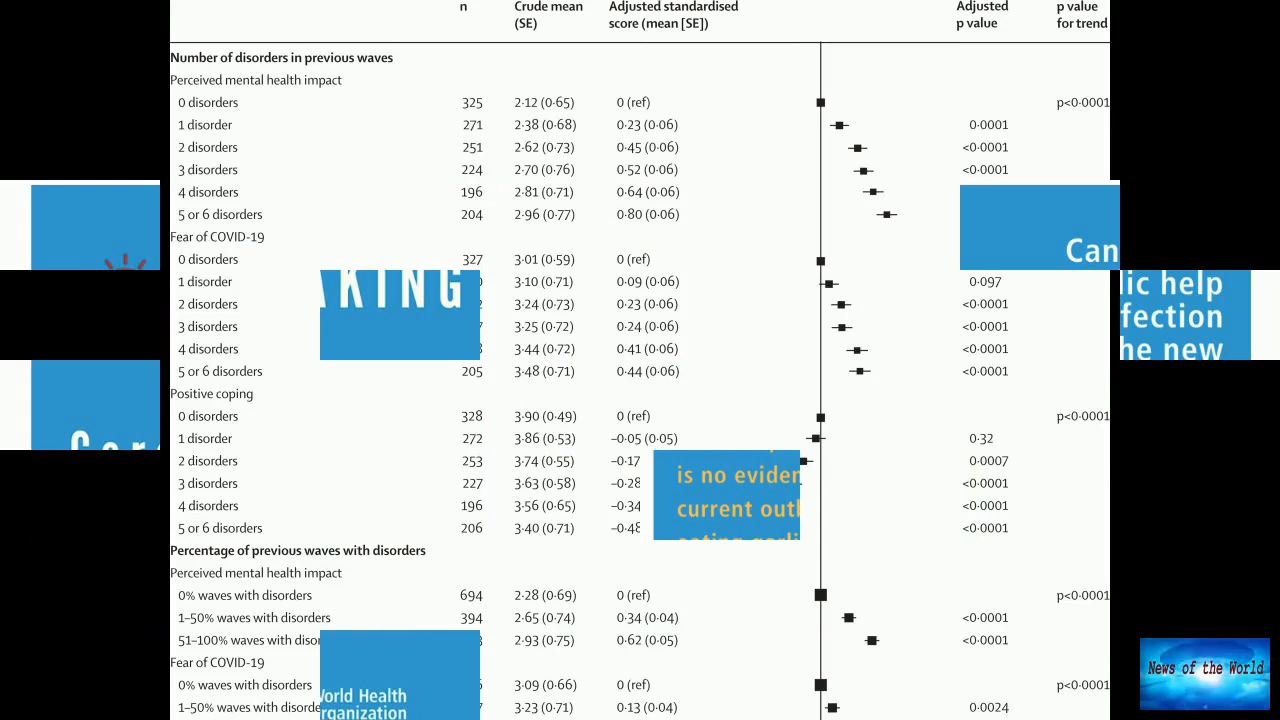 n Crude mean (SE) Adjusted standardised score (mean [SE]) Adjusted p value p value for trend
Number of disorders in previous waves
Perceived mental health impact
0 disorders 325 2·12 (0·65) 0 (ref) p<0·0001
1 disorder 271 2·38 (0·68) 0·23 (0·06) 0·0001
2 disorders 251 2·62 (0·73) 0·45 (0·06) <0·0001
3 disorders 224 2·70 (0·76) 0·52 (0·06) <0·0001
4 disorders 196 2·81 (0·71) 0·64 (0·06)
5 or 6 disorders 204 2·96 (0·77) 0·80 (0·06)
Fear of COVID-19
Can
0 disorders 327 3·01 (0·59) 0 (ref)
1 disorder 3·10 (0·71) 0·09 (0·06) 0·097
AKING
lic help
2 disorders 3·24 (0·73) 0·23 (0·06) <0·0001
fection
3 disorders 3·25 (0·72) 0·24 (0·06) <0·0001
4 disorders 3·44 (0·72) 0·41 (0·06) <0·0001
he new
5 or 6 disorders 205 3·48 (0·71) 0·44 (0·06) <0·0001
Positive coping
0 disorders 328 3·90 (0·49) 0 (ref) p<0·0001
1 disorder 272 3·86 (0·53) –0·05 (0·05) 0·32
2 disorders 253 3·74 (0·55) –0·17 0·0007
is no eviden
3 disorders 227 3·63 (0·58) –0·28 <0·0001
4 disorders 196 3·56 (0·65) –0·34 <0·0001
current out
5 or 6 disorders 206 3·40 (0·71) –0·48 <0·0001
Percentage of previous waves with disorders
Perceived mental health impact
0% waves with disorders 694 2·28 (0·69) 0 (ref) p<0·0001
1–50% waves with disorders 394 2·65 (0·74) 0·34 (0·04) <0·0001
51–100% waves with disor 2·93 (0·75) 0·62 (0·05) <0·0001
Fear of COVID-19
0% waves with disorders 3·09 (0·66) 0 (ref) p<0·0001
1–50% waves with disorde 3·23 (0·71) 0·13 (0·04) 0·0024
World Health
rganization
News of the World